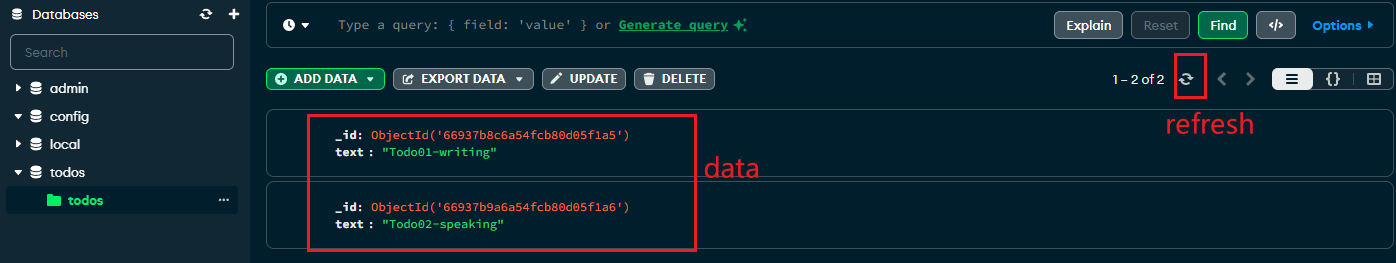 Databases
Search
admin
config
local
todos
todos
Type a query: { field: 'value' } or Generate query
Explain
Reset
Find
</>
Options
ADD DATA
EXPORT DATA
UPDATE
DELETE
1 – 2 of 2
{}
refresh
_id: ObjectId('66937b8c6a54fcb80d05f1a5')
text : "Todo01-writing"
data
_id: ObjectId('66937b9a6a54fcb80d05f1a6')
text : "Todo02-speaking"